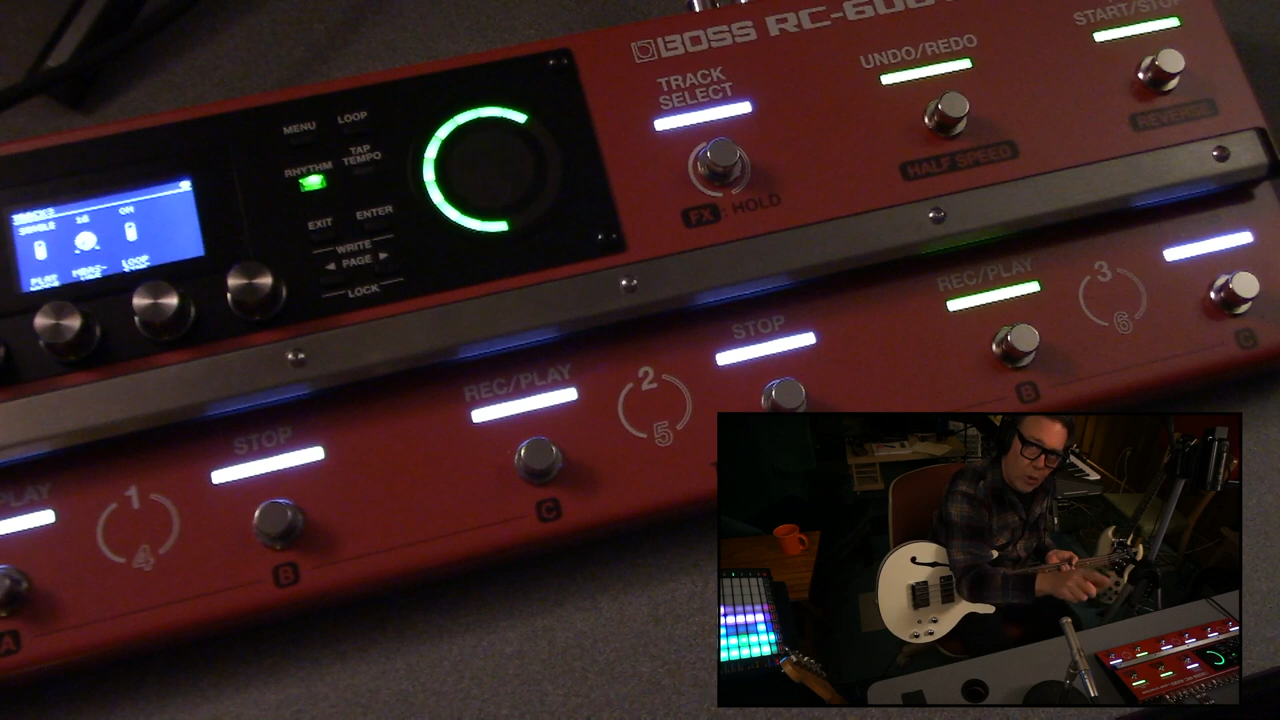 BOSS RC-600
START/STOP
UNDO/REDO
TRACK
SELECT
MENU
LOOP
TAP
TEMPO
RHYTHM
REVERSE
HALF SPEED
FX : HOLD
EXIT
ENTER
WRITE
◄ PAGE ►
LOCK
ON
REC/PLAY
3
6
STOP
C
REC/PLAY
2
5
B
STOP
PLAY
1
4
C
B
A